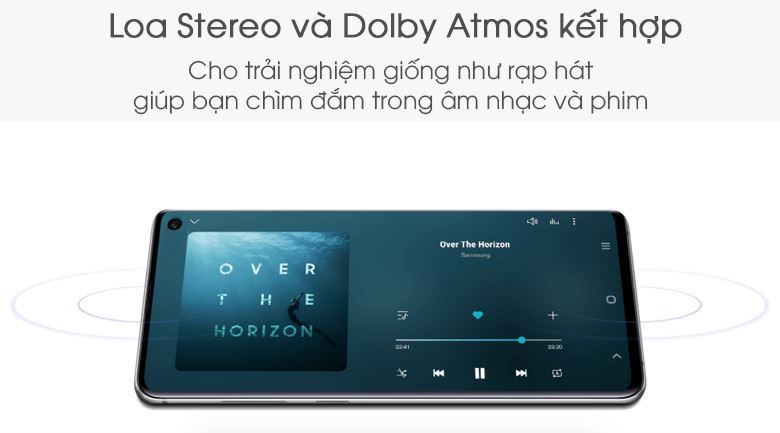 Loa Stereo và Dolby Atmos kết hợp
Cho trải nghiệm giống như rạp hát
giúp bạn chìm đắm trong âm nhạc và phim
OVER
THE
HORIZON
Over The Horizon
Samsung
02:41
03:20